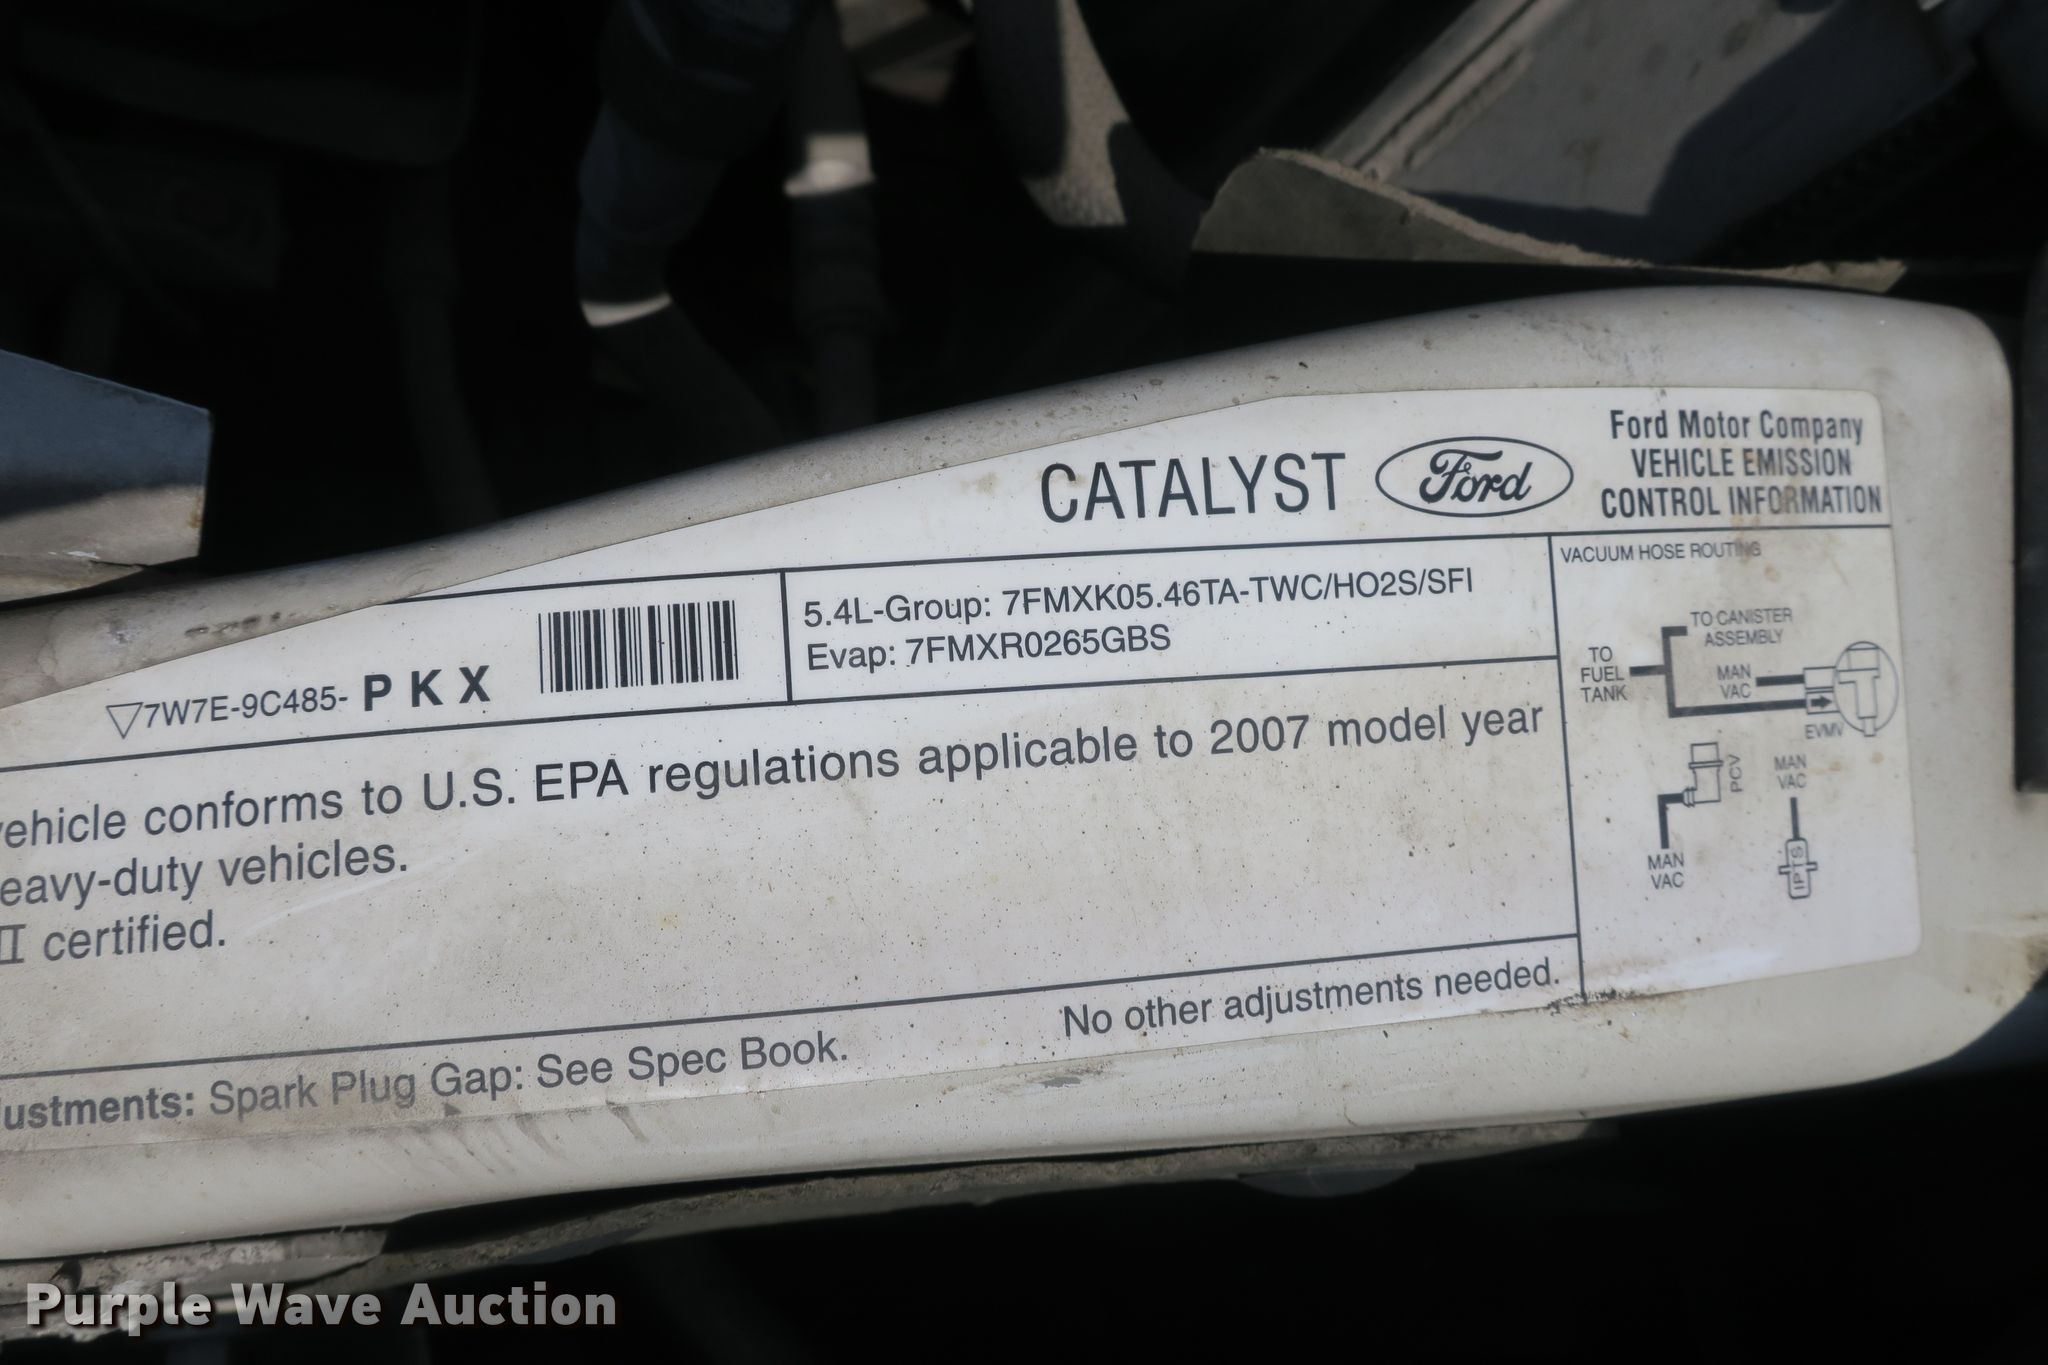 CATALYST
Ford
Ford Motor Company
VEHICLE EMISSION
CONTROL INFORMATION
▽7W7E-9C485- PKX
5.4L-Group: 7FMXK05.46TA-TWC/HO2S/SFI
Evap: 7FMXR0265GBS
vehicle conforms to U.S. EPA regulations applicable to 2007 model year
eavy-duty vehicles.
II certified.
justments: Spark Plug Gap: See Spec Book.
No other adjustments needed.
VACUUM HOSE ROUTING
TO CANISTER
ASSEMBLY
TO
FUEL
TANK
MAN
VAC
EVMV
PCV
MAN
VAC
MAN
VAC
IPTS
Purple Wave Auction